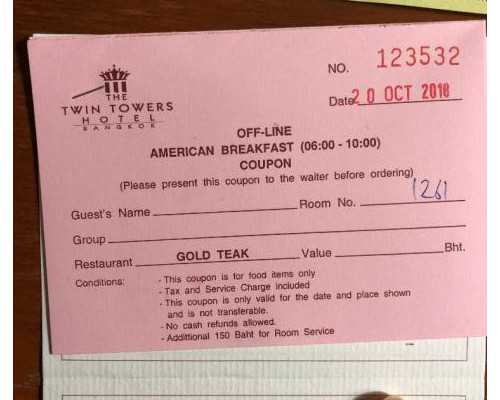 NO. 123532
Date 20 OCT 2018
THE
TWIN TOWERS
HOTEL
BANGKOK
OFF-LINE
AMERICAN BREAKFAST (06:00 - 10:00)
COUPON
(Please present this coupon to the waiter before ordering)
Guest's Name Room No. 1261
Group
Restaurant GOLD TEAK Value Bht.
Conditions: - This coupon is for food items only
- Tax and Service Charge included
- This coupon is only valid for the date and place shown
and is not transferable.
- No cash refunds allowed.
- Additional 150 Baht for Room Service